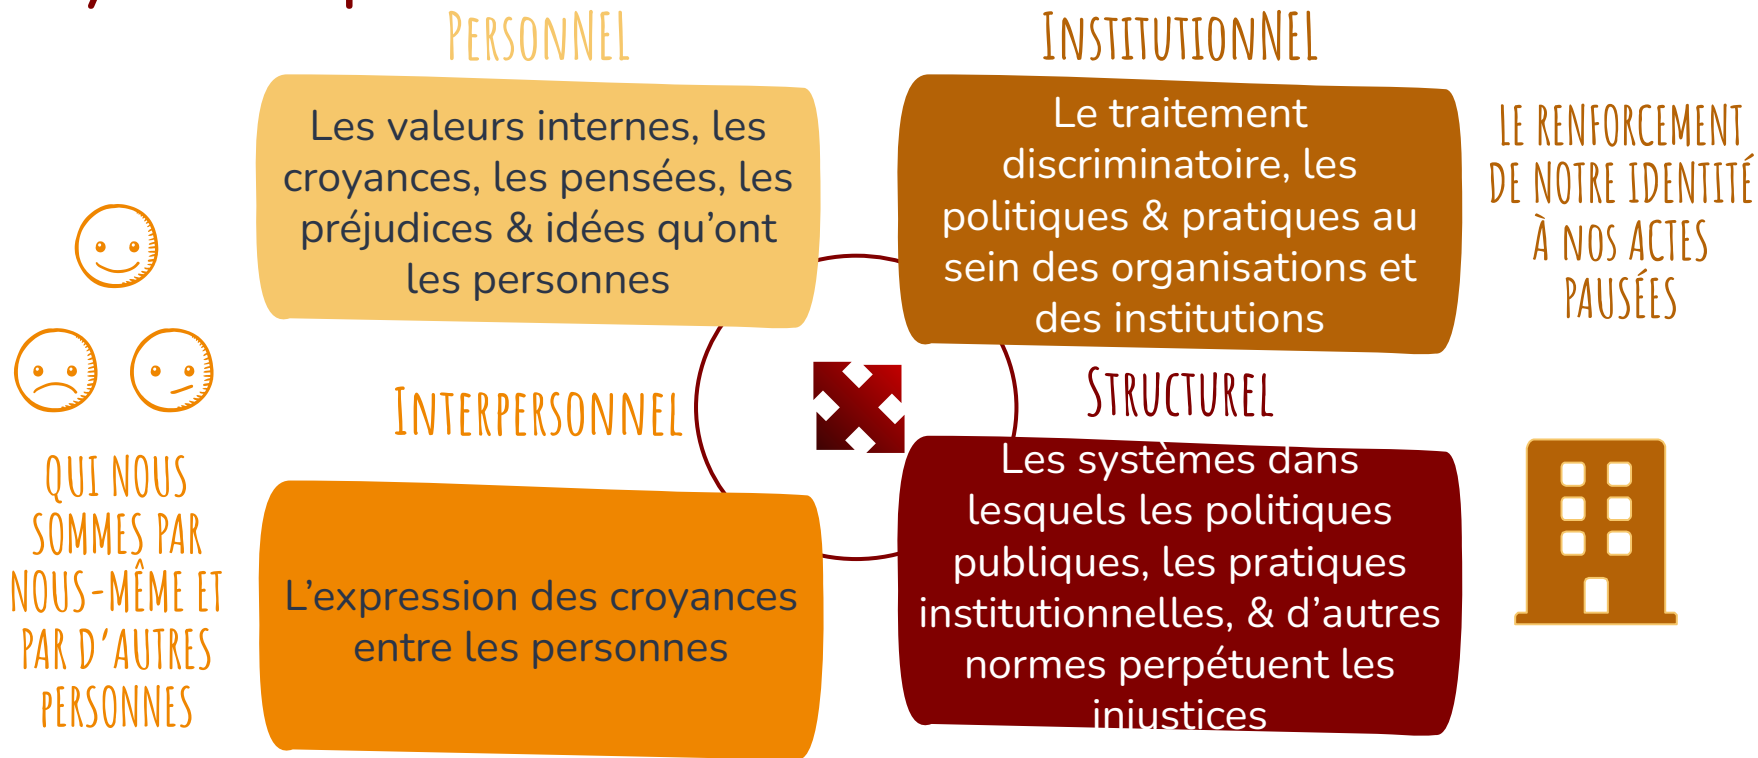 PersonNEL
Les valeurs internes, les
croyances, les pensées, les
préjudices & idées qu’ont
les personnes
InstitutionNEL
Le traitement
discriminatoire, les
politiques & pratiques au
sein des organisations et
des institutions
LE RENFORCEMENT
DE NOTRE IDENTITÉ
À nos ACTES
PAUSÉES
Interpersonnel
L’expression des croyances
entre les personnes
Structurel
Les systèmes dans
lesquels les politiques
publiques, les pratiques
institutionnelles, & d’autres
normes perpétuent les
injustices
QUI NOUS
SOMMES PAR
NOUS-MÊME ET
PAR D’AUTRES
pERSONNES